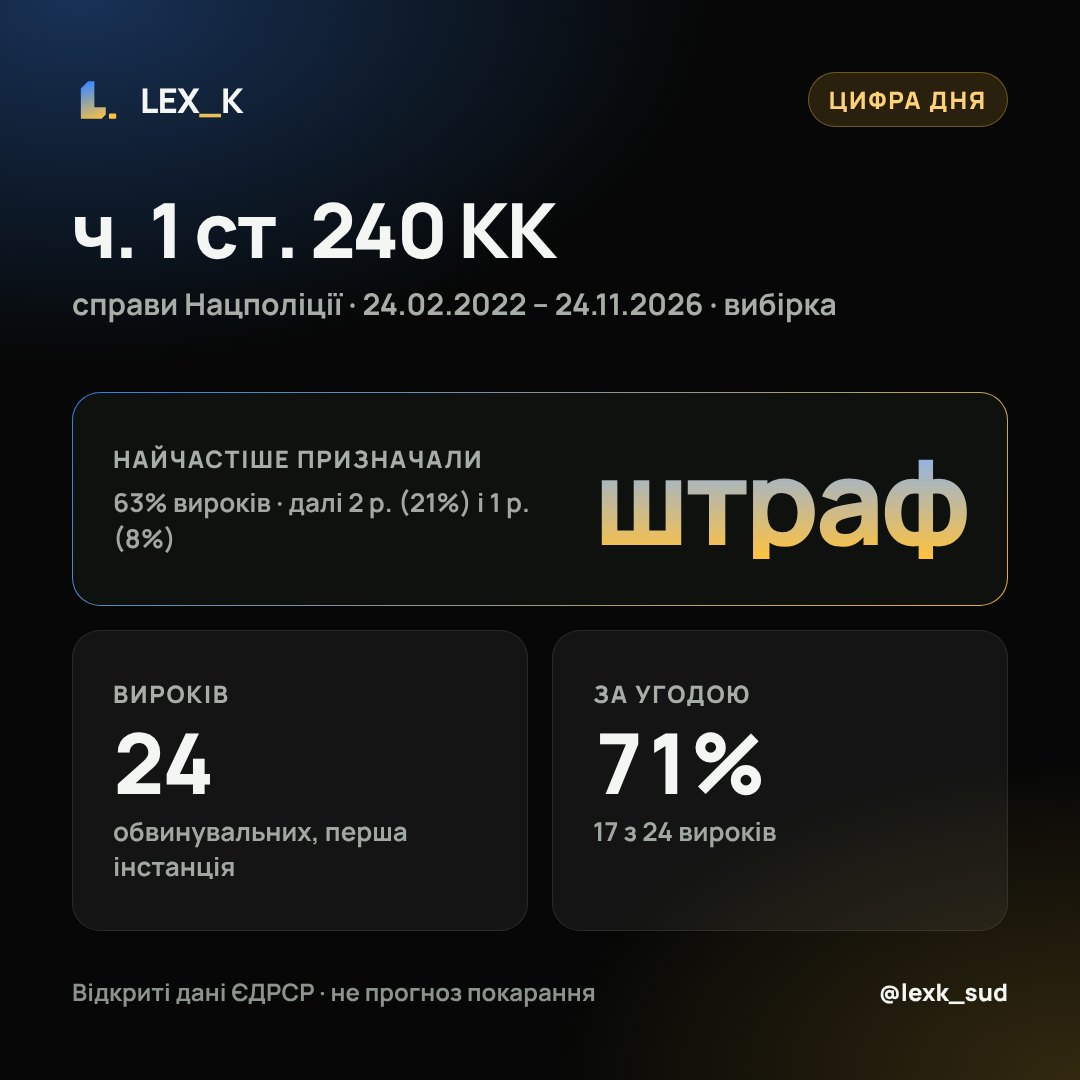 LEX_K
ЦИФРА ДНЯ
ч. 1 ст. 240 КК
справи Нацполіції · 24.02.2022 – 24.11.2026 · вибірка
НАЙЧАСТІШЕ ПРИЗНАЧАЛИ
63% вироків · далі 2 р. (21%) і 1 р.
(8%)
штраф
ВИРОКІВ
24
обвинувальних, перша
інстанція
ЗА УГОДОЮ
71%
17 з 24 вироків
Відкриті дані ЄДРСР · не прогноз покарання
@lexk_sud